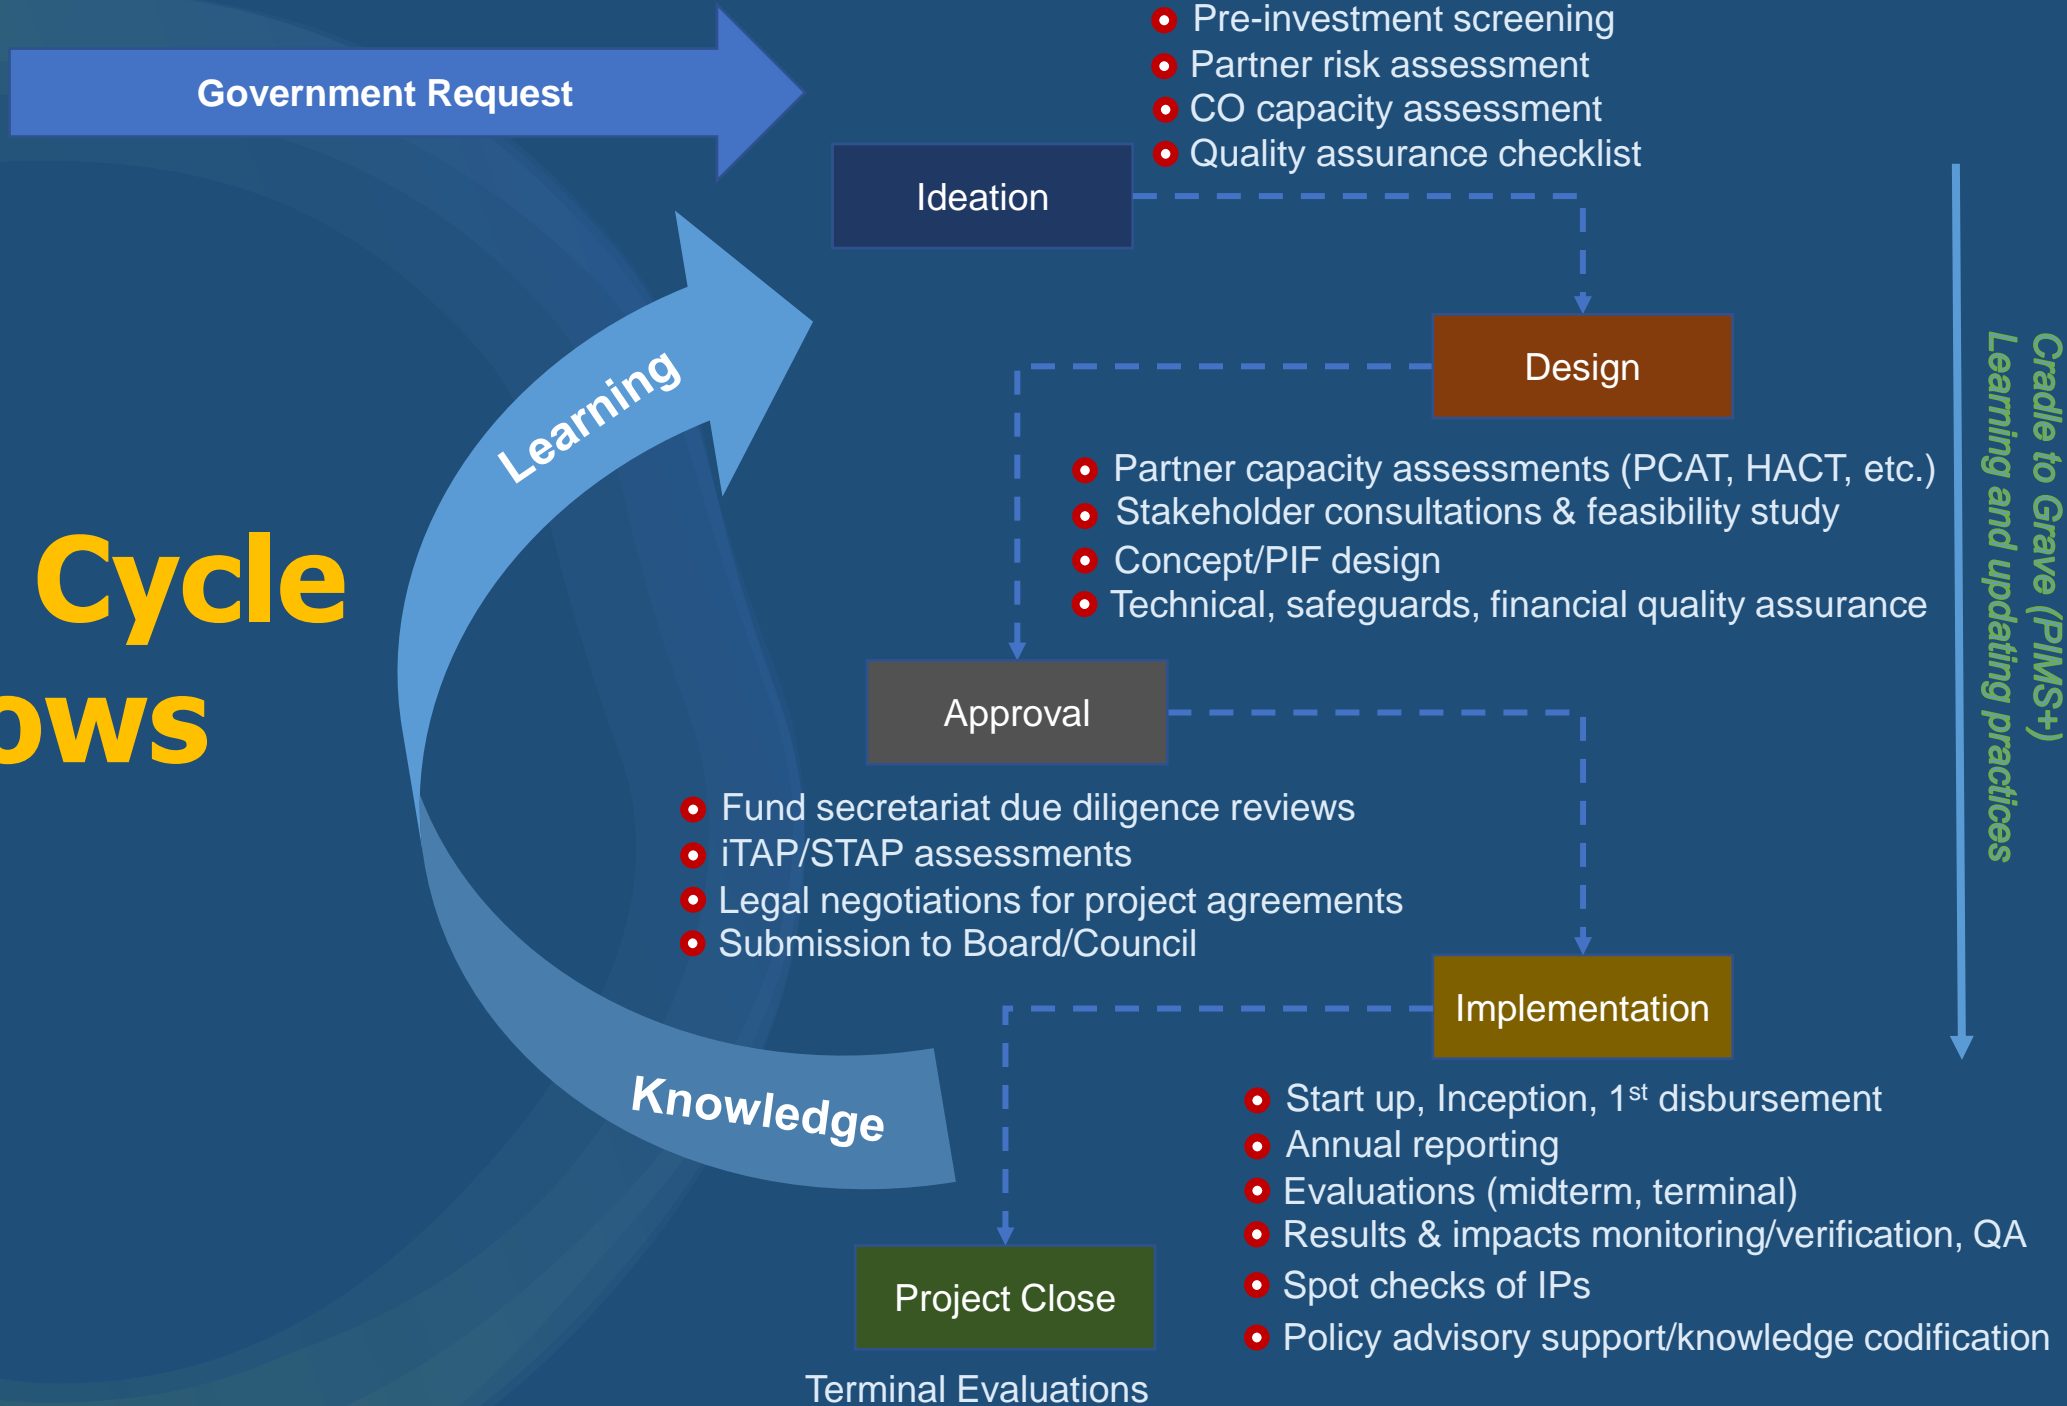 Government Request
Pre-investment screening
Partner risk assessment
CO capacity assessment
Quality assurance checklist
Ideation
Design
Learning
Partner capacity assessments (PCAT, HACT, etc.)
Stakeholder consultations & feasibility study
Concept/PIF design
Technical, safeguards, financial quality assurance
Cradle to Grave (PIMS+)
Learning and updating practices
Cycle
ows
Approval
Fund secretariat due diligence reviews
iTAP/STAP assessments
Legal negotiations for project agreements
Submission to Board/Council
Implementation
Knowledge
Start up, Inception, 1st disbursement
Annual reporting
Evaluations (midterm, terminal)
Results & impacts monitoring/verification, QA
Spot checks of IPs
Policy advisory support/knowledge codification
Project Close
Terminal Evaluations